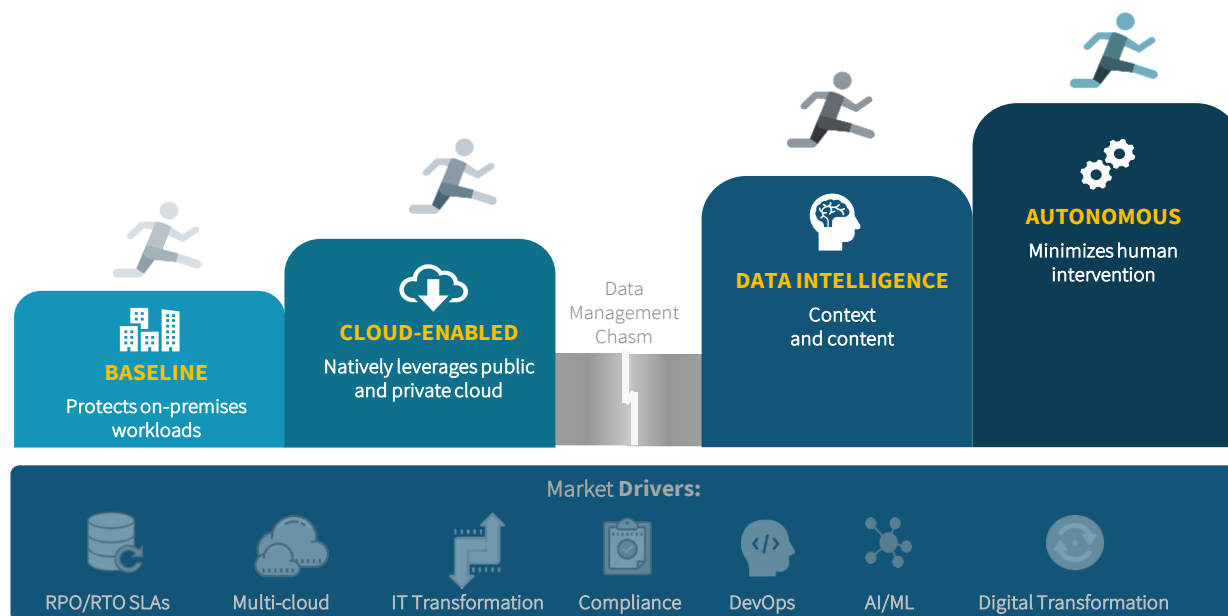 BASELINE
Protects on-premises
workloads
CLOUD-ENABLED
Natively leverages public
and private cloud
Data
Management
Chasm
DATA INTELLIGENCE
Context
and content
AUTONOMOUS
Minimizes human
intervention
Market Drivers:
RPO/RTO SLAs
Multi-cloud
IT Transformation
Compliance
</>
DevOps
AI/ML
Digital Transformation